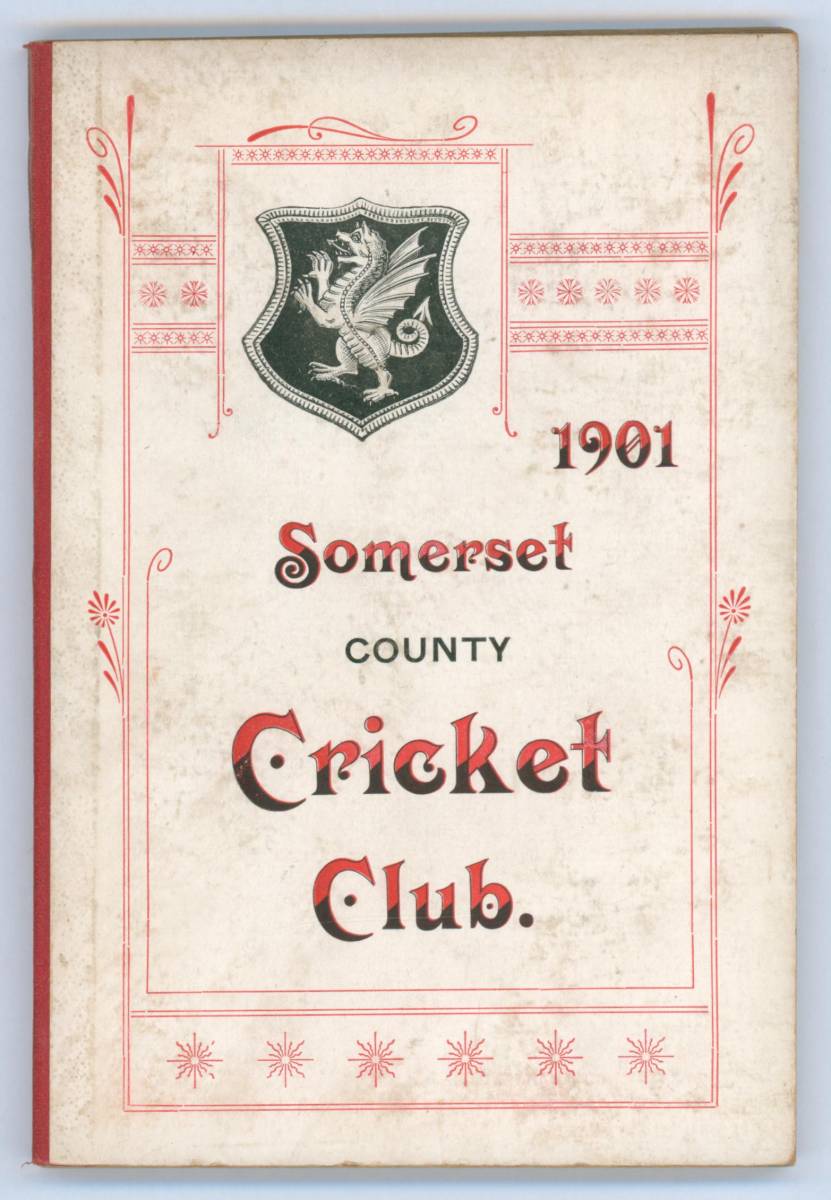 1901
Somerset
COUNTY
Cricket
Club.